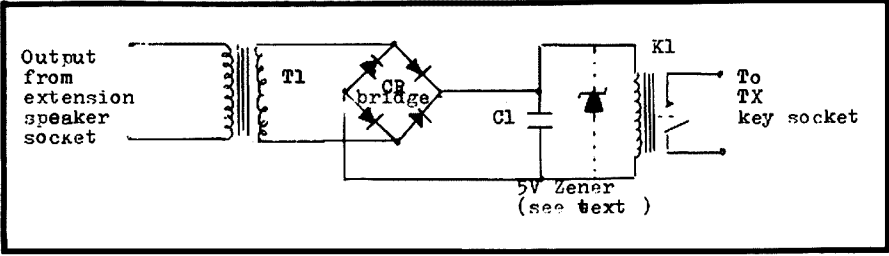 Output
from
extension
speaker
socket
T1
CR
bridge
C1
5V Zener
(see text )
K1
To
TX
key socket